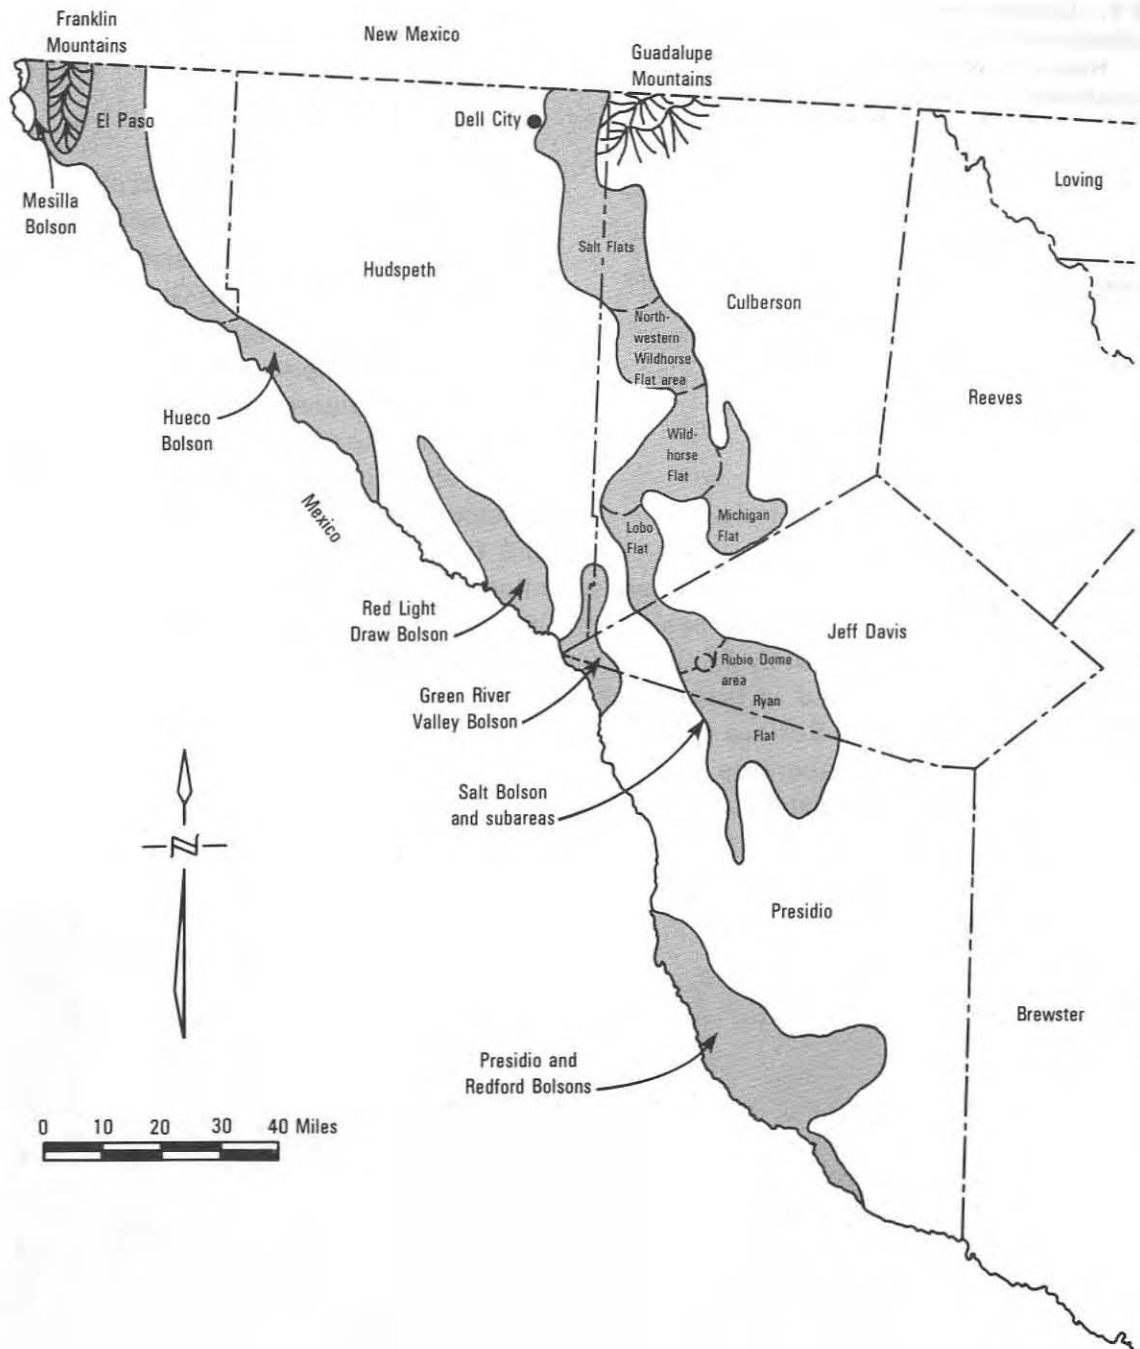 Franklin
Mountains
New Mexico
Guadalupe
Mountains
Dell City
El Paso
Loving
Mesilla
Bolson
Salt Flats
Hudspeth
Culberson
North-
western
Wildhorse
Flat area
Reeves
Hueco
Bolson
Wild-
horse
Flat
Mexico
Michigan
Flat
Lobo
Flat
Red Light
Draw Bolson
Jeff Davis
Rubio Dome
area
Green River
Valley Bolson
Ryan
Flat
Salt Bolson
and subareas
N
Presidio
Brewster
Presidio and
Redford Bolsons
0 10 20 30 40 Miles